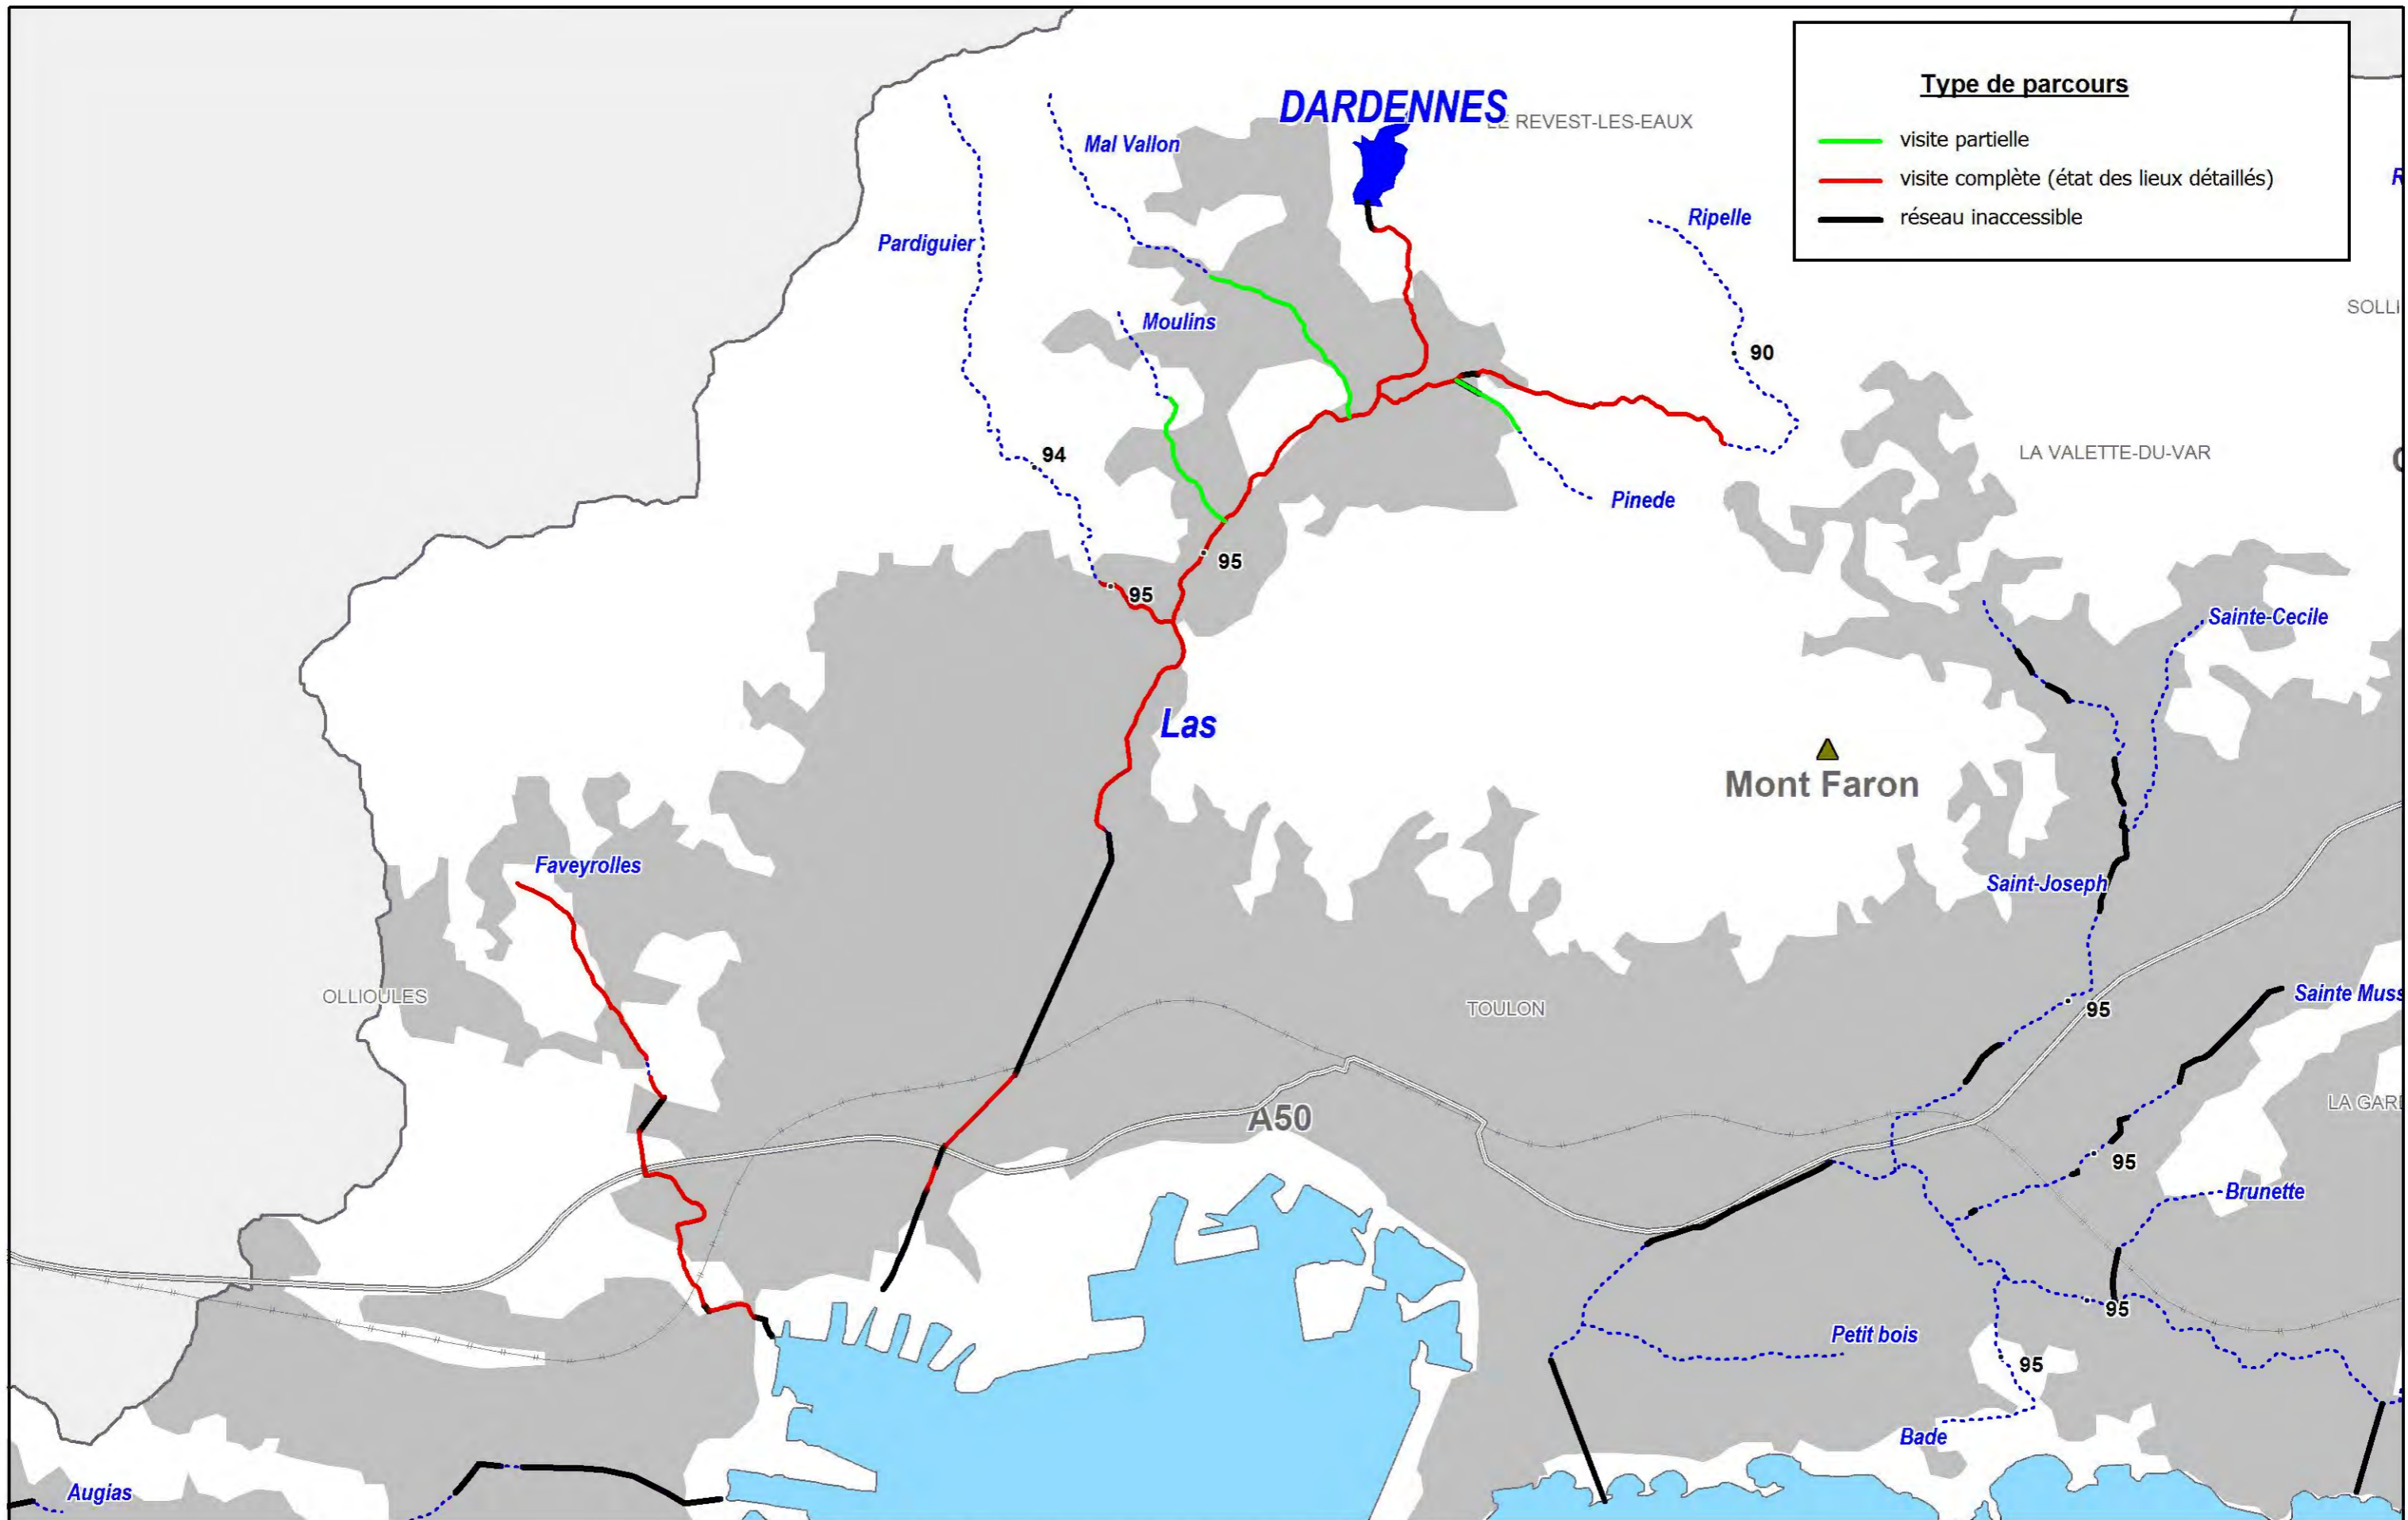 Type de parcours
visite partielle
visite complète (état des lieux détaillés)
réseau inaccessible
DARDENNES
LE REVEST-LES-EAUX
Mal Vallon
R
Ripelle
Pardiguier
SOLLI
Moulins
90
94
LA VALETTE-DU-VAR
Pinede
95
95
Sainte-Cecile
Las
Mont Faron
Faveyrolles
Saint-Joseph
OLLIOULES
Sainte Muss
TOULON
95
LA GARD
A50
95
Brunette
95
Petit bois
95
Bade
Augias